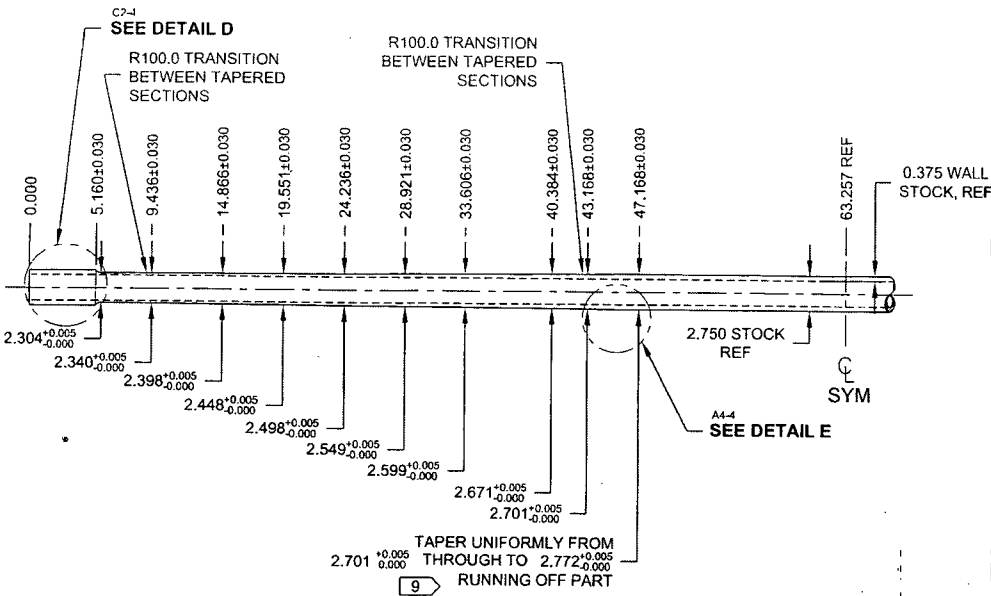 C2-4
SEE DETAIL D
R100.0 TRANSITION
BETWEEN TAPERED
SECTIONS
R100.0 TRANSITION
BETWEEN TAPERED
SECTIONS
0.000
5.160±0.030
9.436±0.030
14.866±0.030
19.551±0.030
24.236±0.030
28.921±0.030
33.606±0.030
40.384±0.030
43.168±0.030
47.168±0.030
63.257 REF
0.375 WALL
STOCK, REF
2.304 +0.005 -0.000
2.340 +0.005 -0.000
2.398 +0.005 -0.000
2.448 +0.005 -0.000
2.498 +0.005 -0.000
2.549 +0.005 -0.000
2.599 +0.005 -0.000
2.671 +0.005 -0.000
2.701 +0.005 -0.000
2.750 STOCK
REF
℄
SYM
A4-4
SEE DETAIL E
TAPER UNIFORMLY FROM
2.701 +0.005 0.000 THROUGH TO 2.772 +0.005 -0.000
9 RUNNING OFF PART